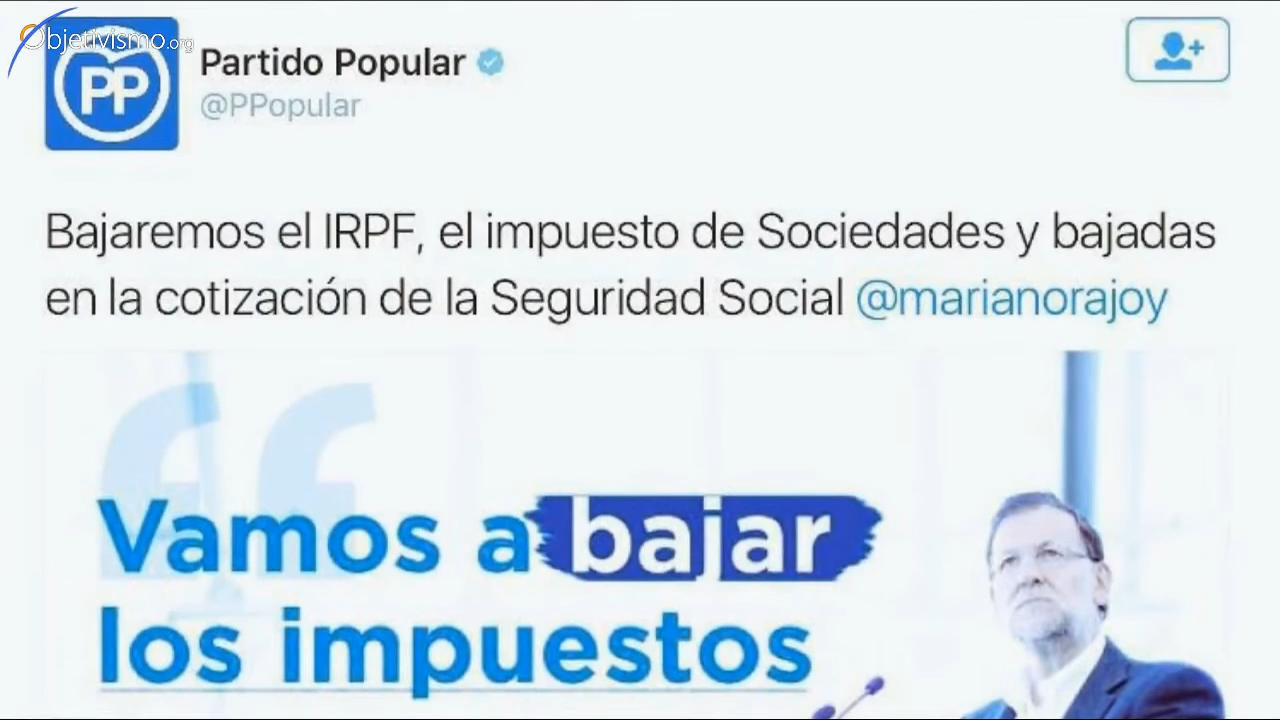 Objetivismo.org
PP
Partido Popular
@PPopular
Bajaremos el IRPF, el impuesto de Sociedades y bajadas
en la cotización de la Seguridad Social @marianorajoy
“
Vamos a bajar
los impuestos